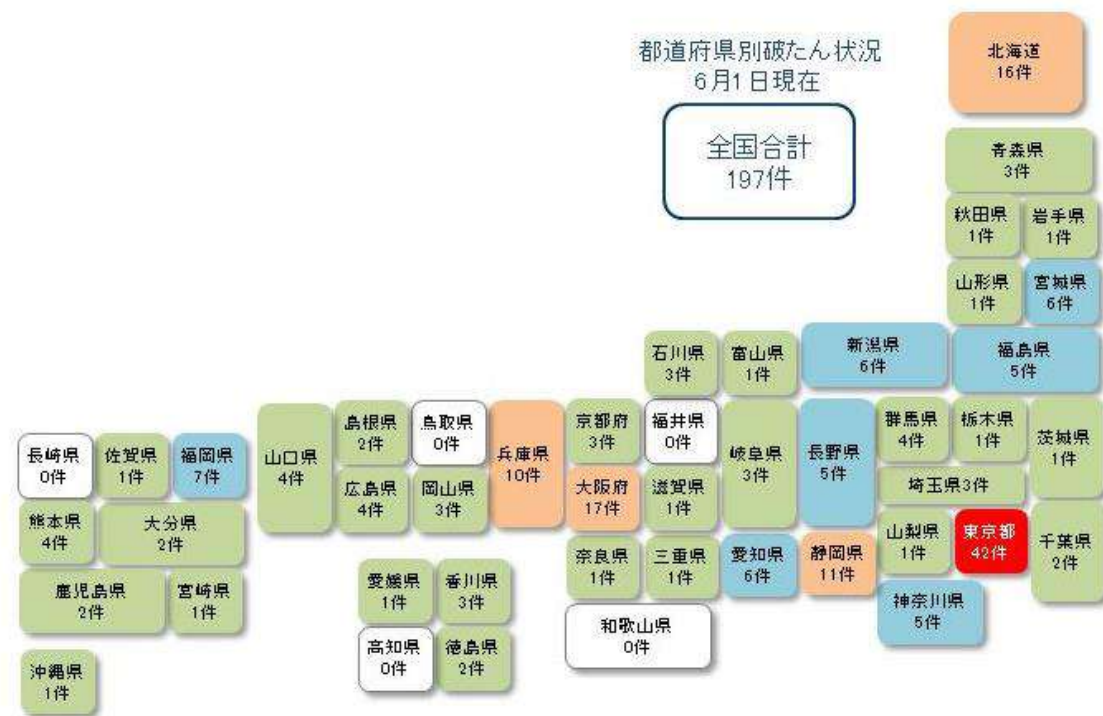 都道府県別破たん状況
6月1日現在
全国合計
197件
北海道
16件
青森県
3件
秋田県
1件
岩手県
1件
山形県
1件
宮城県
6件
石川県
3件
富山県
1件
新潟県
6件
福島県
5件
長崎県
0件
佐賀県
1件
福岡県
7件
山口県
4件
島根県
2件
鳥取県
0件
兵庫県
10件
京都府
3件
福井県
0件
岐阜県
3件
長野県
5件
群馬県
4件
栃木県
1件
茨城県
1件
埼玉県3件
熊本県
4件
大分県
2件
広島県
4件
岡山県
3件
大阪府
17件
滋賀県
1件
山梨県
1件
東京都
42件
千葉県
2件
鹿児島県
2件
宮崎県
1件
愛媛県
1件
香川県
3件
奈良県
1件
三重県
1件
愛知県
6件
静岡県
11件
神奈川県
5件
高知県
0件
徳島県
2件
和歌山県
0件
沖縄県
1件